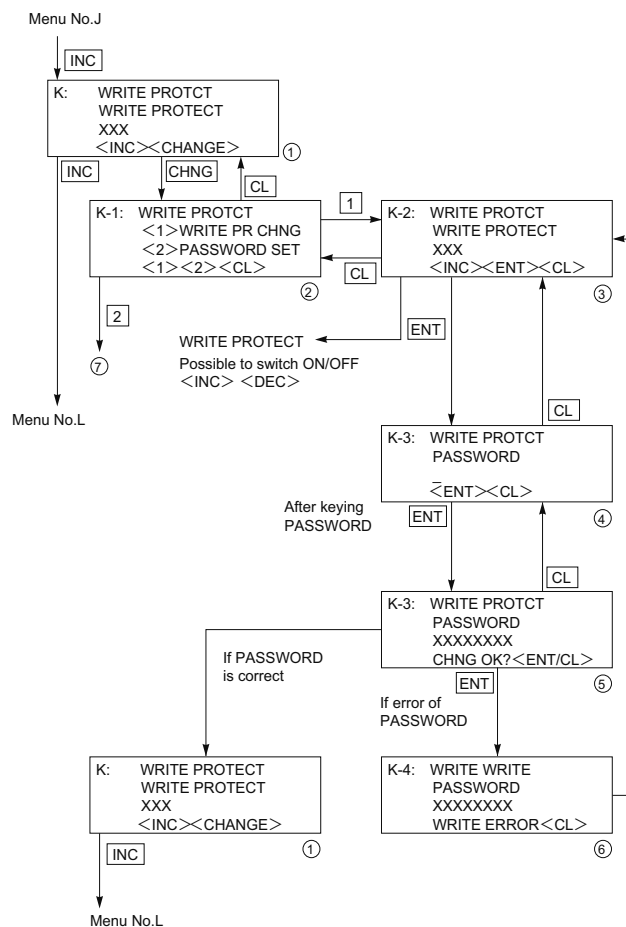 Menu No.J
INC
K: WRITE PROTCT
WRITE PROTECT
XXX
<INC><CHANGE>
①
INC
CHNG
CL
K-1: WRITE PROTCT
<1>WRITE PR CHNG
<2>PASSWORD SET
<1><2><CL>
②
1
CL
K-2: WRITE PROTCT
WRITE PROTECT
XXX
<INC><ENT><CL>
③
2
⑦
WRITE PROTECT
Possible to switch ON/OFF
<INC> <DEC>
ENT
Menu No.L
CL
K-3: WRITE PROTCT
PASSWORD
_
<ENT><CL>
④
After keying
PASSWORD
ENT
CL
K-3: WRITE PROTCT
PASSWORD
XXXXXXXX
CHNG OK?<ENT/CL>
⑤
If PASSWORD
is correct
ENT
If error of
PASSWORD
K: WRITE PROTECT
WRITE PROTECT
XXX
<INC><CHANGE>
①
K-4: WRITE WRITE
PASSWORD
XXXXXXXX
WRITE ERROR<CL>
⑥
INC
Menu No.L